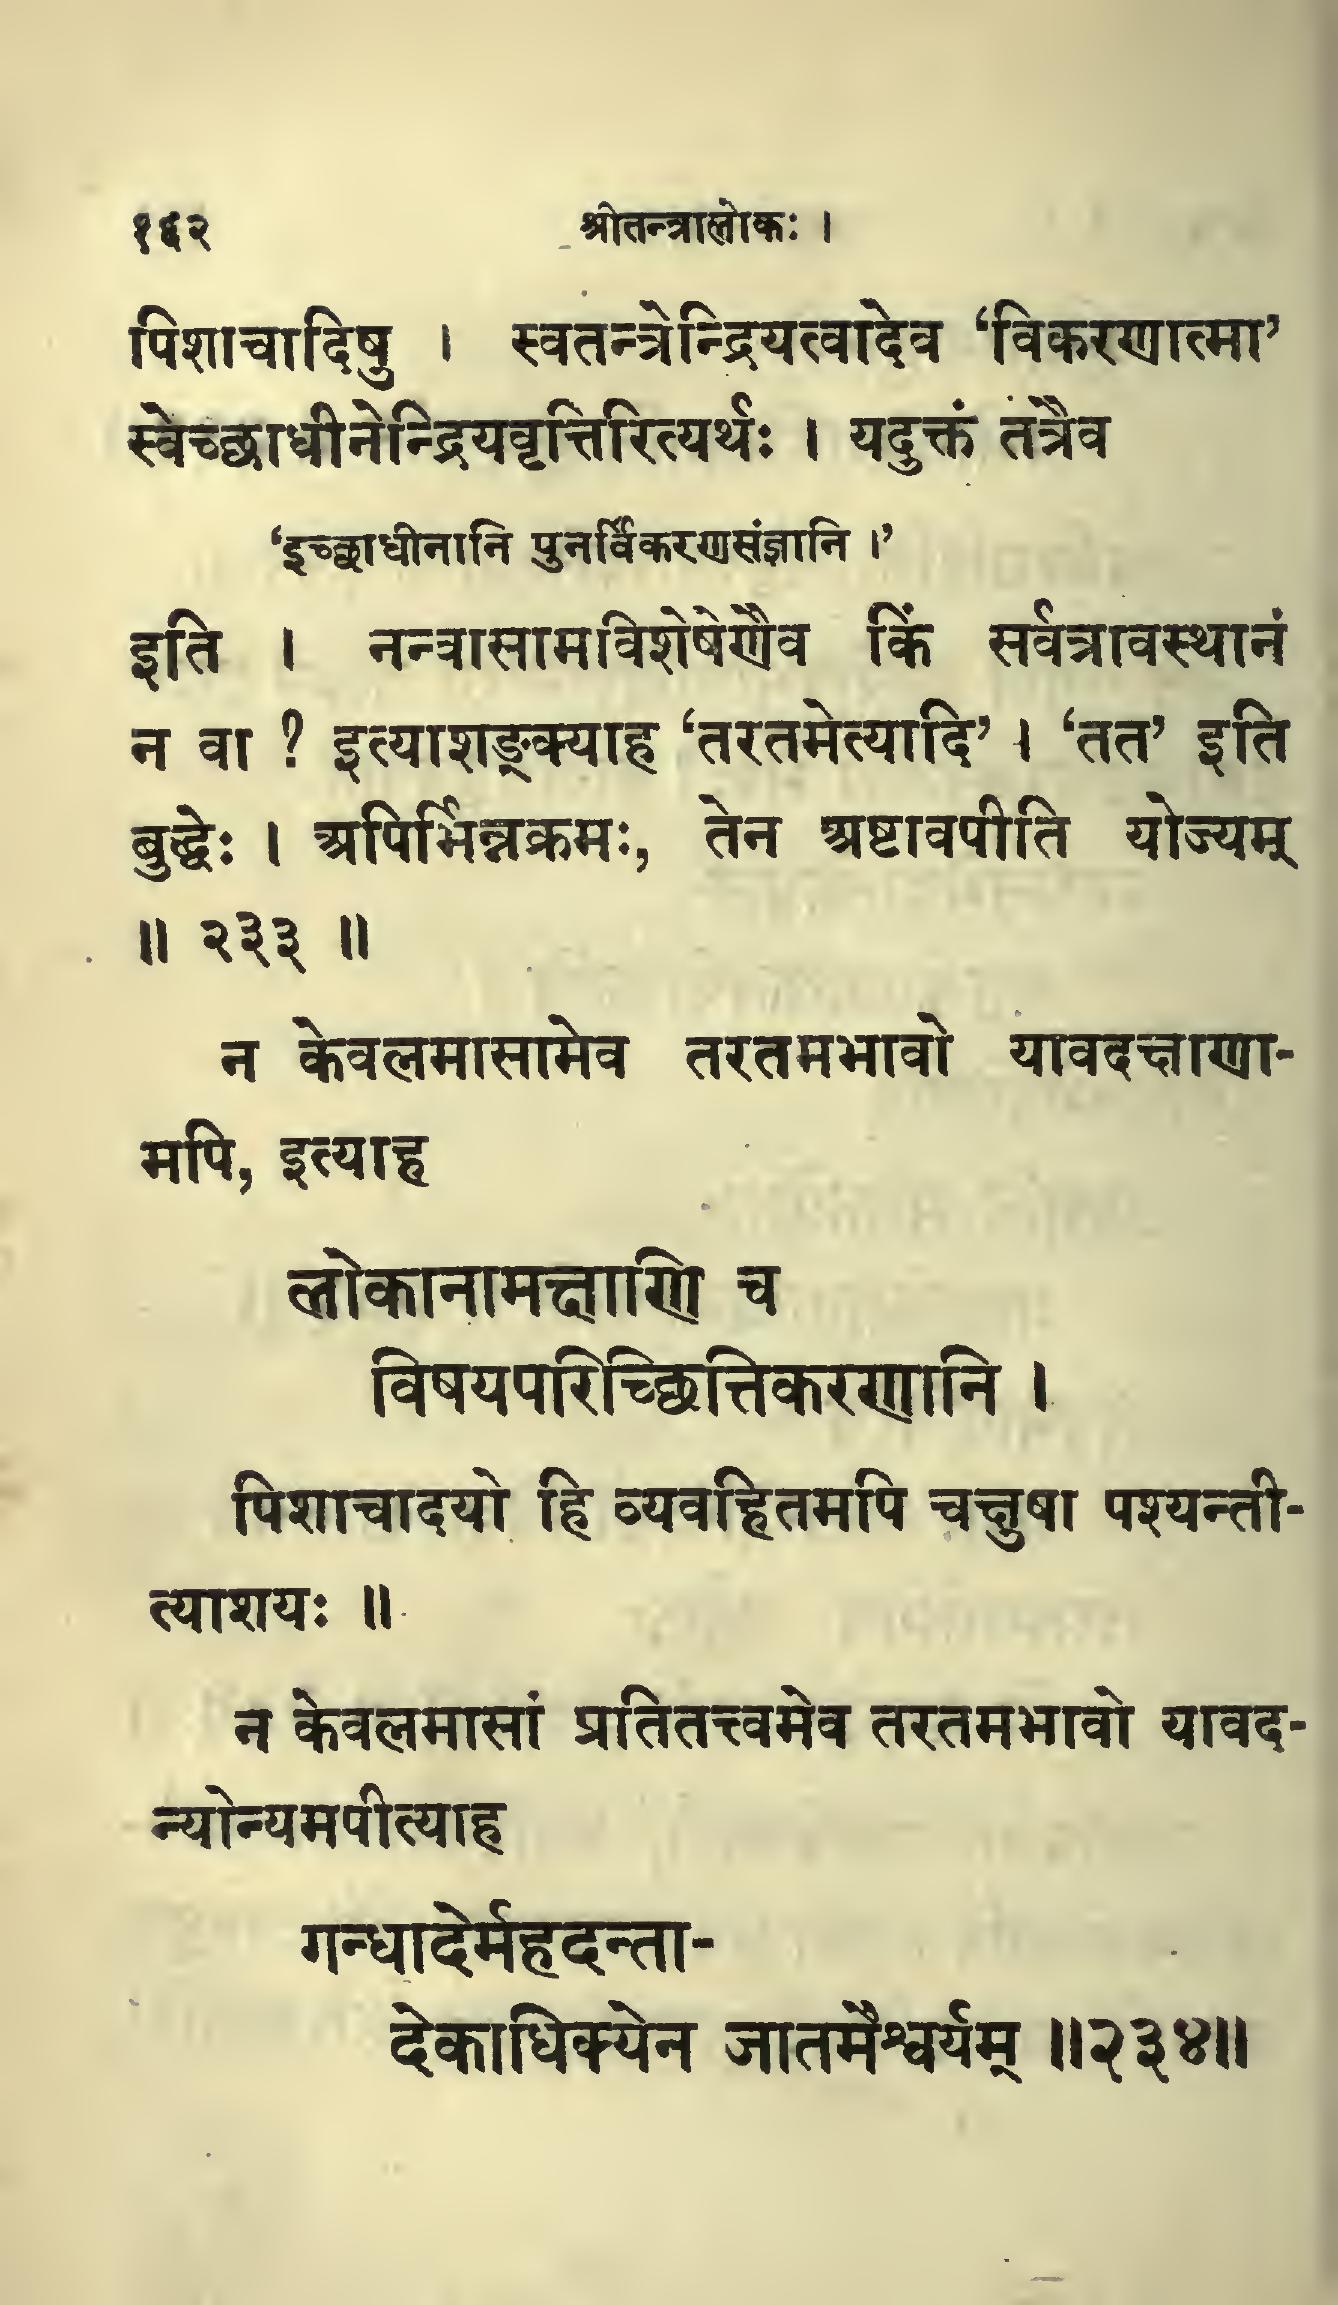 १६२ श्रीतन्त्रालोकः ।
पिशाचादिषु । स्वतन्त्रेन्द्रियत्वादेव ‘विकरणात्मा’
स्वेच्छाधीनेन्द्रियवृत्तिरित्यर्थः । यदुक्तं तत्रैव
‘इच्छाधीनानि पुनर्विकरणसंज्ञानि ।’
इति । नन्वासामविशेषेणैव किं सर्वत्रावस्थानं
न वा ? इत्याशङ्क्याह ‘तरतमेत्यादि’ । ‘तत’ इति
बुद्धेः । अपिर्भिन्नक्रमः, तेन अष्टावपीति योज्यम्
॥ २३३ ॥
न केवलमासामेव तरतमभावो यावदक्षाणा-
मपि, इत्याह
लोकानामक्षाणि च
विषयपरिच्छित्तिकरणानि ।
पिशाचादयो हि व्यवहितमपि चक्षुषा पश्यन्ती-
त्याशयः ॥
न केवलमासां प्रतितत्त्वमेव तरतमभावो यावद-
न्योन्यमपीत्याह
गन्धादेर्महदन्ता-
देकाधिक्येन जातमैश्वर्यम् ॥२३४॥